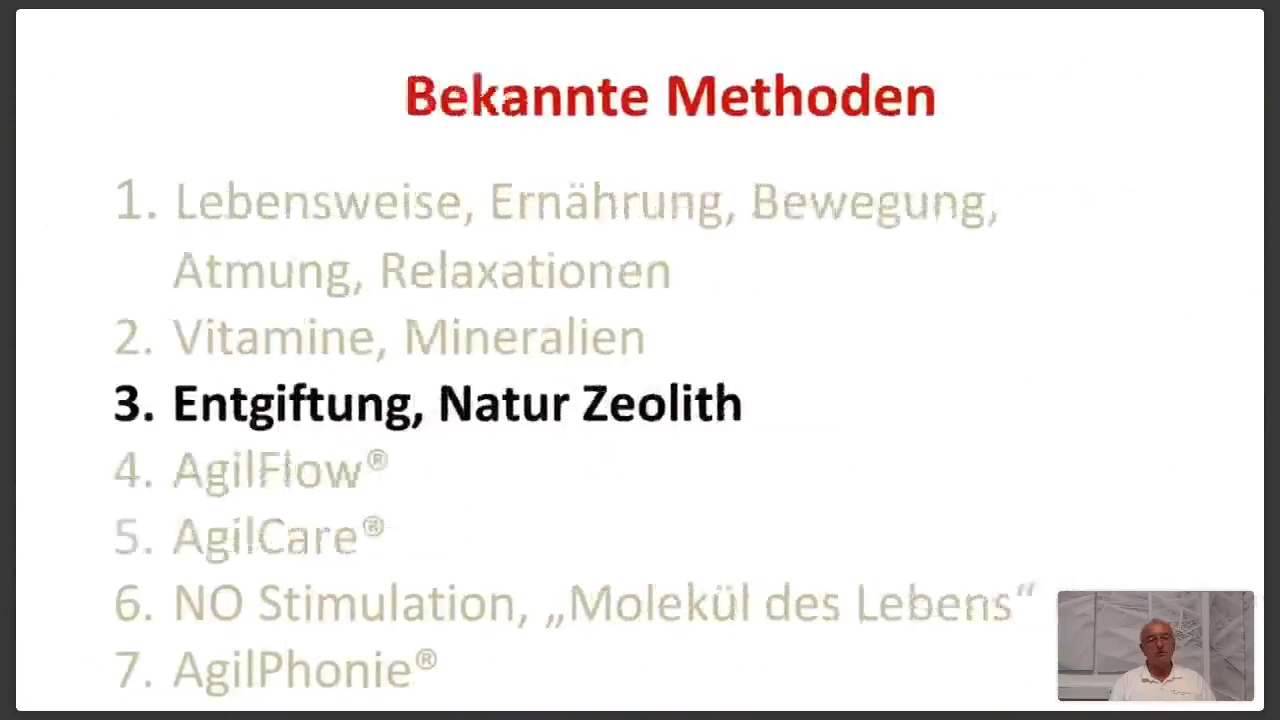 Bekannte Methoden
1. Lebensweise, Ernährung, Bewegung,
Atmung, Relaxationen
2. Vitamine, Mineralien
3. Entgiftung, Natur Zeolith
4. AgilFlow®
5. AgilCare®
6. NO Stimulation, „Molekül des Lebens“
7. AgilPhonie®